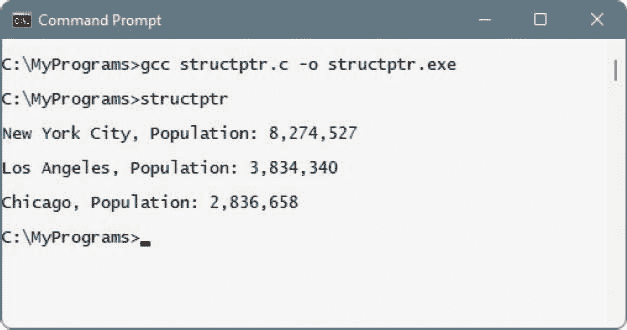 Command Prompt
C:\MyPrograms>gcc structptr.c -o structptr.exe
C:\MyPrograms>structptr
New York City, Population: 8,274,527
Los Angeles, Population: 3,834,340
Chicago, Population: 2,836,658
C:\MyPrograms>